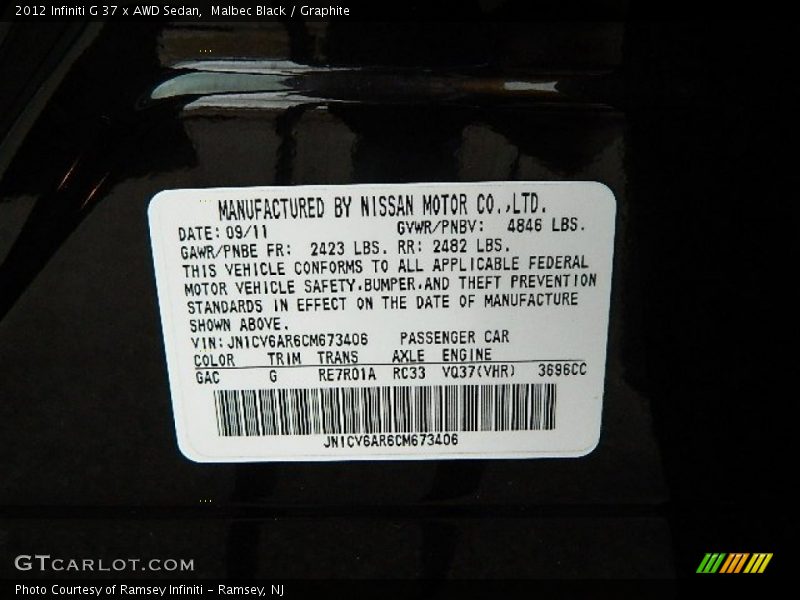 2012 Infiniti G 37 x AWD Sedan,  Malbec Black / Graphite
MANUFACTURED BY NISSAN MOTOR CO.,LTD.
DATE: 09/11 GVWR/PNBV: 4846 LBS.
GAWR/PNBE FR: 2423 LBS. RR: 2482 LBS.
THIS VEHICLE CONFORMS TO ALL APPLICABLE FEDERAL
MOTOR VEHICLE SAFETY,BUMPER,AND THEFT PREVENTION
STANDARDS IN EFFECT ON THE DATE OF MANUFACTURE
SHOWN ABOVE.
VIN: JN1CV6AR6CM673406 PASSENGER CAR
COLOR TRIM TRANS AXLE ENGINE
GAC G RE7R01A RC33 VQ37(VHR) 3696CC
JN1CV6AR6CM673406
GTCARLOT.COM
Photo Courtesy of Ramsey Infiniti - Ramsey, NJ